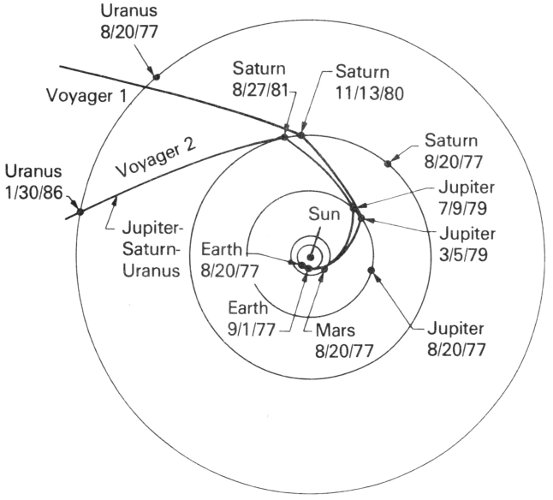 Uranus
8/20/77
Saturn
8/27/81
Saturn
11/13/80
Voyager 1
Voyager 2
Saturn
8/20/77
Uranus
1/30/86
Jupiter
7/9/79
Sun
Jupiter-
Saturn-
Uranus
Jupiter
3/5/79
Earth
8/20/77
Earth
9/1/77
Mars
8/20/77
Jupiter
8/20/77